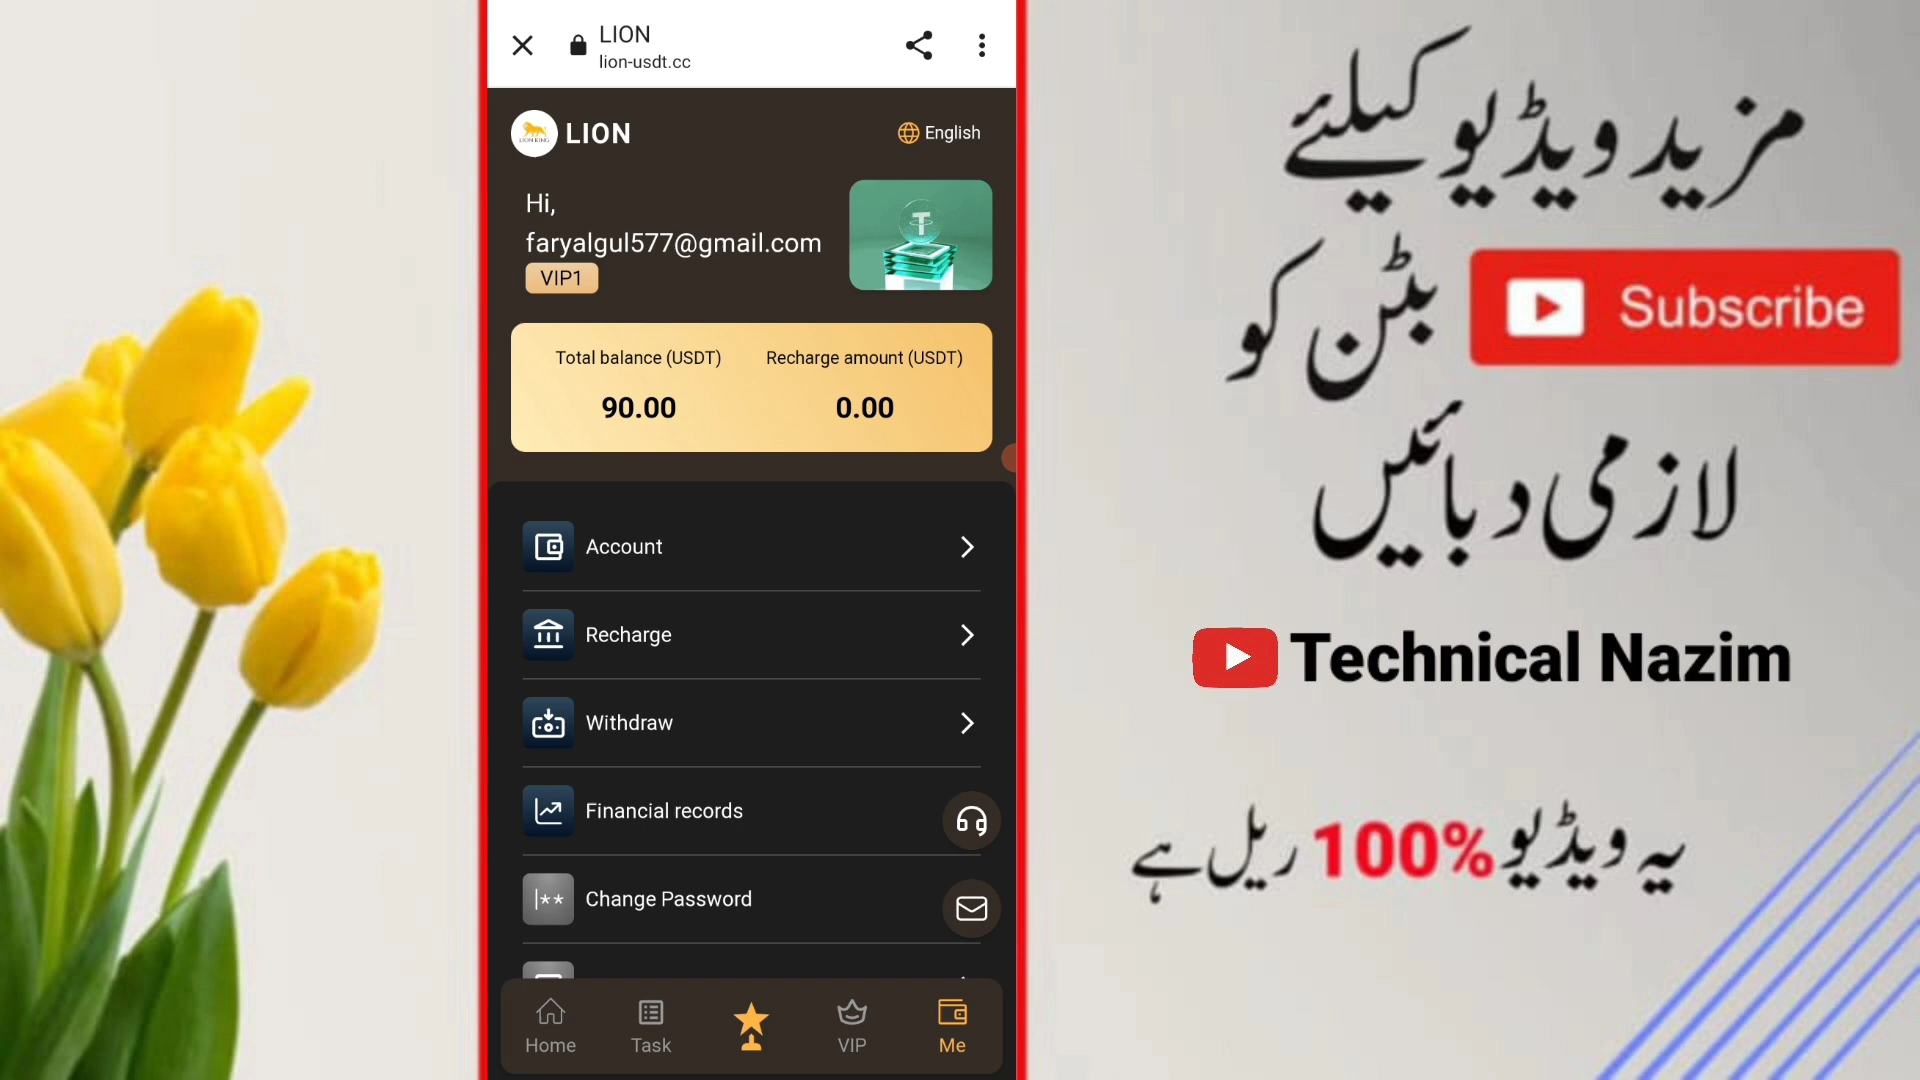 LION
lion-usdt.cc
LION
English
Hi,
faryalgul577@gmail.com
VIP1
Total balance (USDT)
Recharge amount (USDT)
90.00
0.00
Account
Recharge
Withdraw
Financial records
Change Password
Home
Task
VIP
Me
مزید ویڈیو کیلئے
Subscribe بٹن کو
لازمی دبائیں
Technical Nazim
یہ ویڈیو 100% ریل ہے